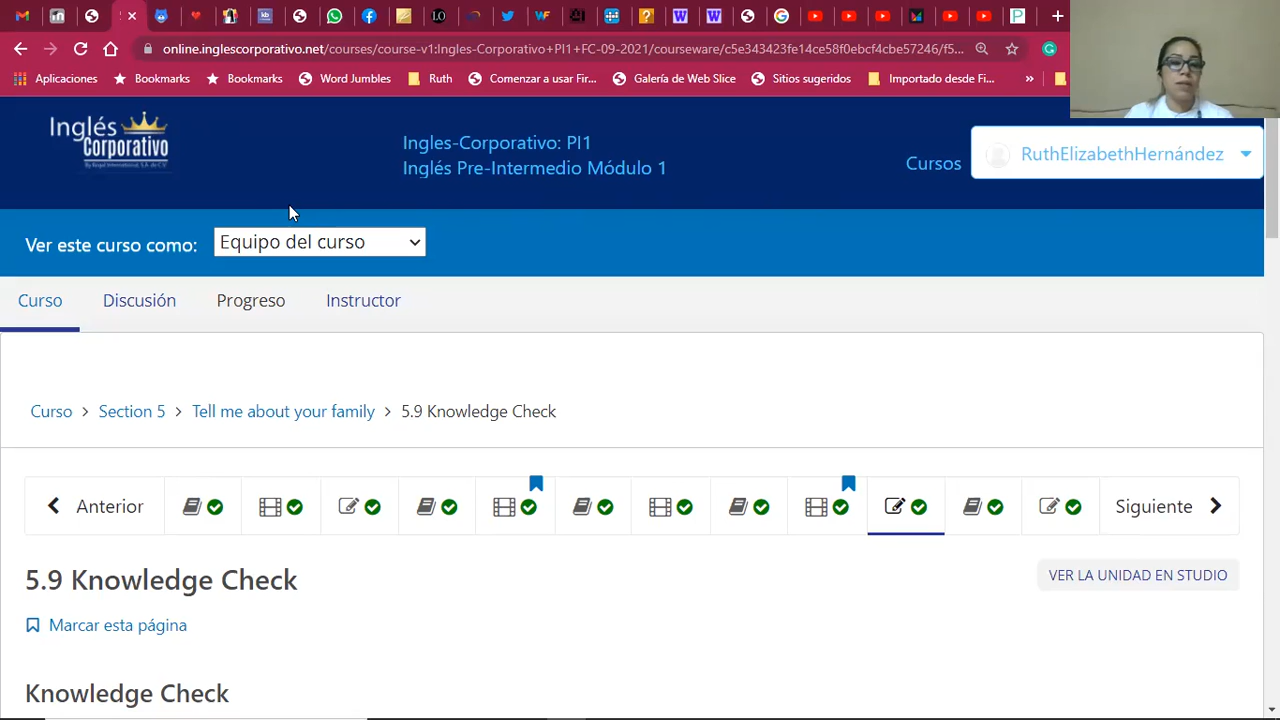 online.inglescorporativo.net/courses/course-v1:Ingles-Corporativo+PI1+FC-09-2021/courseware/c5e343423fe14ce58f0ebcf4cbe57246/f5...
Aplicaciones
Bookmarks
Bookmarks
Word Jumbles
Ruth
Comenzar a usar Fir...
Galería de Web Slice
Sitios sugeridos
Importado desde Fi...
»
Inglés
Corporativo
Ingles-Corporativo: PI1
Inglés Pre-Intermedio Módulo 1
Cursos
RuthElizabethHernández
Ver este curso como:
Equipo del curso
Curso
Discusión
Progreso
Instructor
Curso > Section 5 > Tell me about your family > 5.9 Knowledge Check
Anterior
Siguiente
5.9 Knowledge Check
VER LA UNIDAD EN STUDIO
Marcar esta página
Knowledge Check